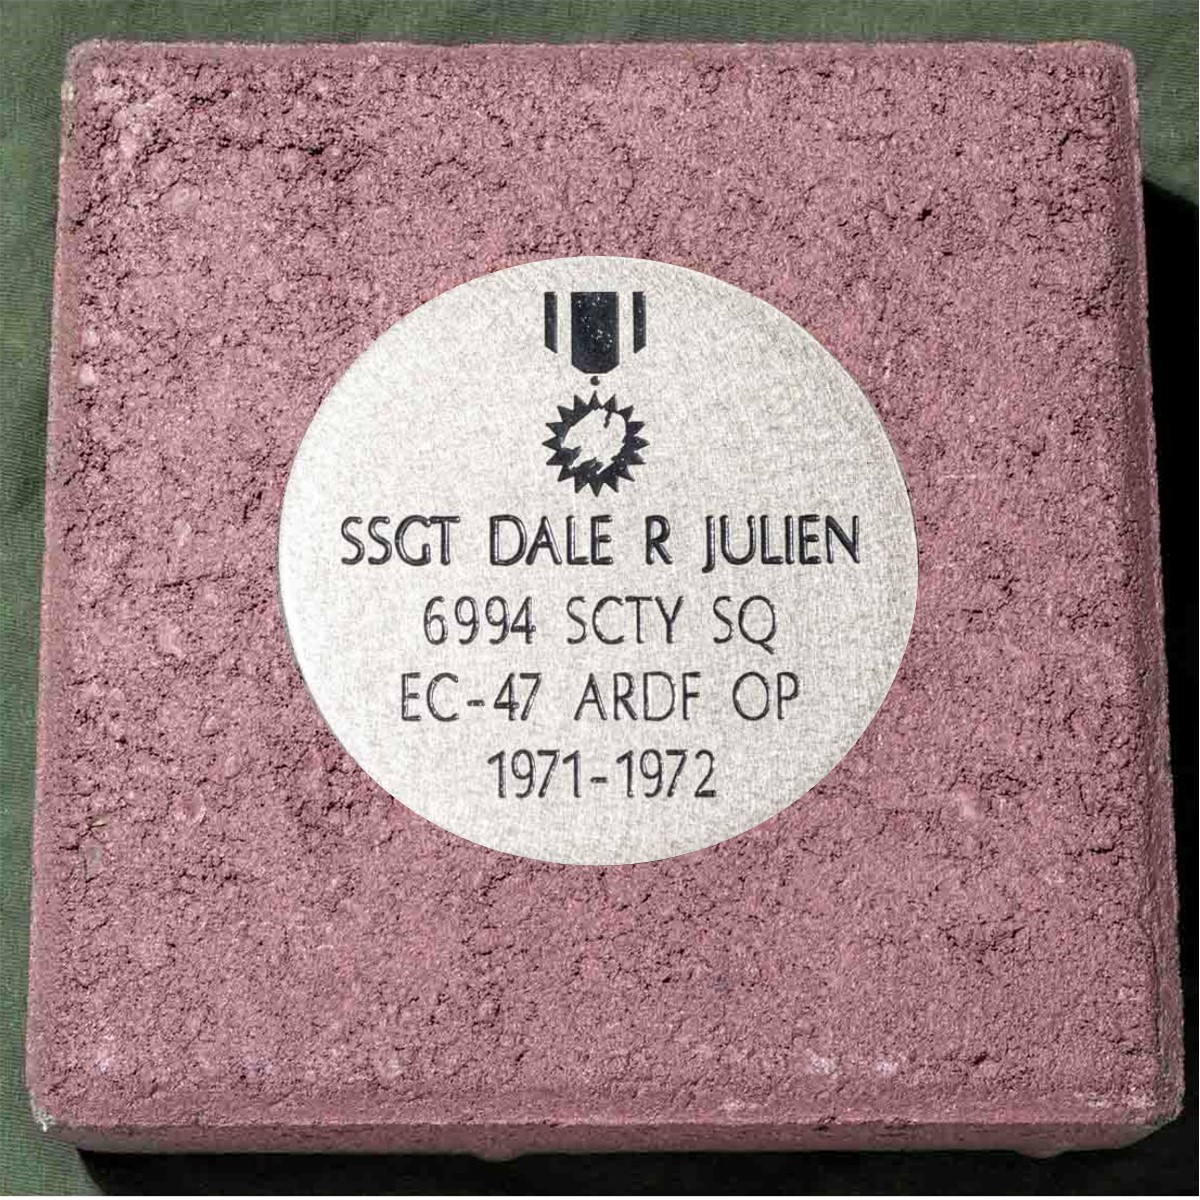 SSGT DALE R JULIEN
6994 SCTY SQ
EC-47 ARDF OP
1971-1972